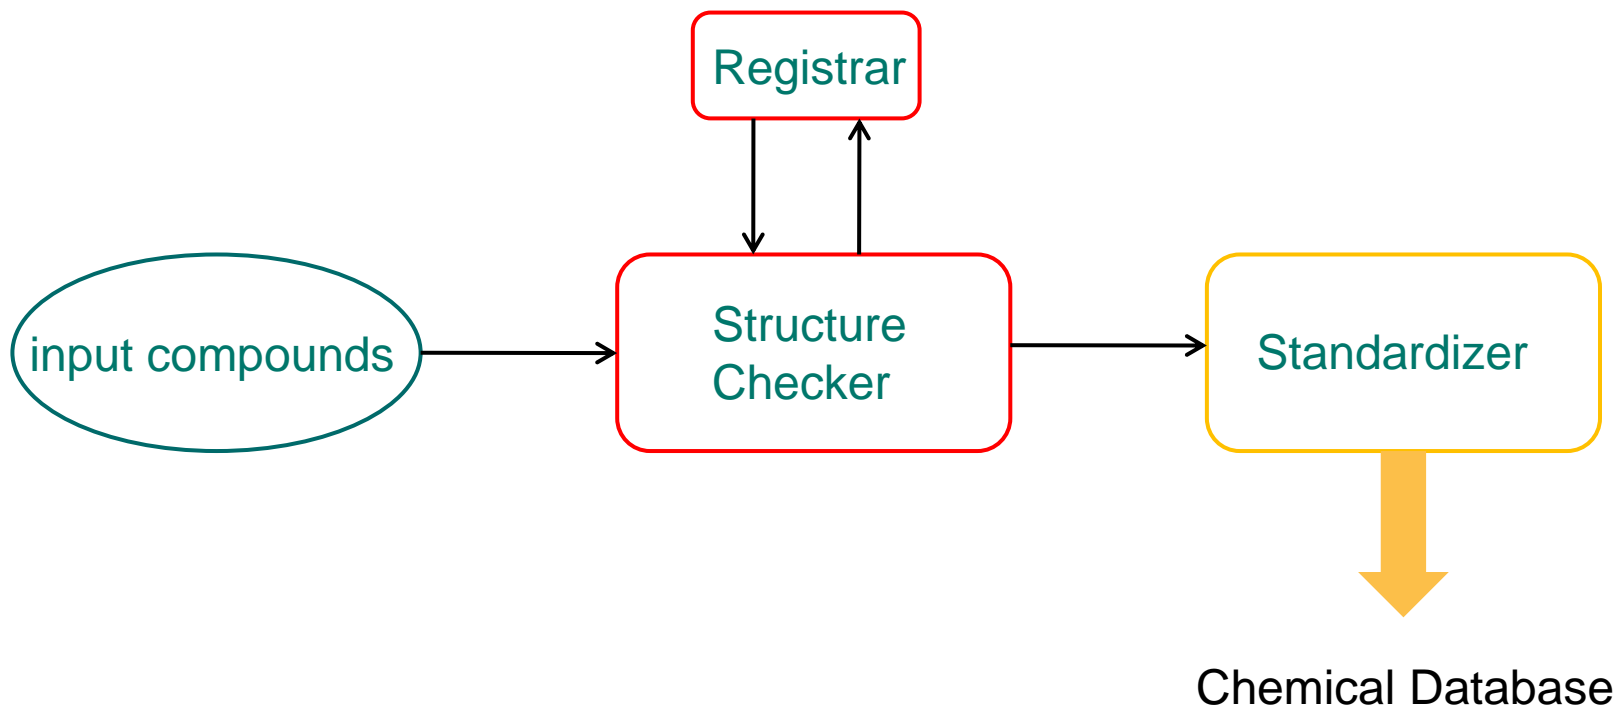 Registrar
input compounds
Structure
Checker
Standardizer
Chemical Database